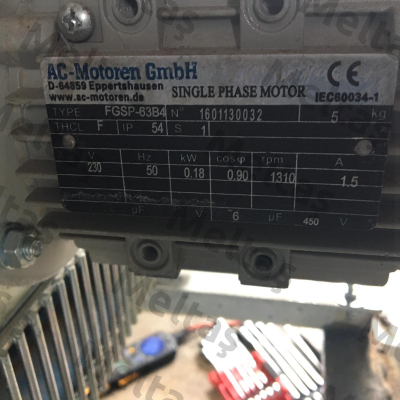 AC-Motoren GmbH
D-64859 Eppertshausen
www.ac-motoren.de
SINGLE PHASE MOTOR
CE
IEC60034-1
TYPE FGSP-63B4 N° 1601130032 5 kg
THCL F IP 54 S 1
V Hz kW cosφ rpm A
230 50 0.18 0.90 1310 1.5
µF V 6 µF 450 V
Meltaş